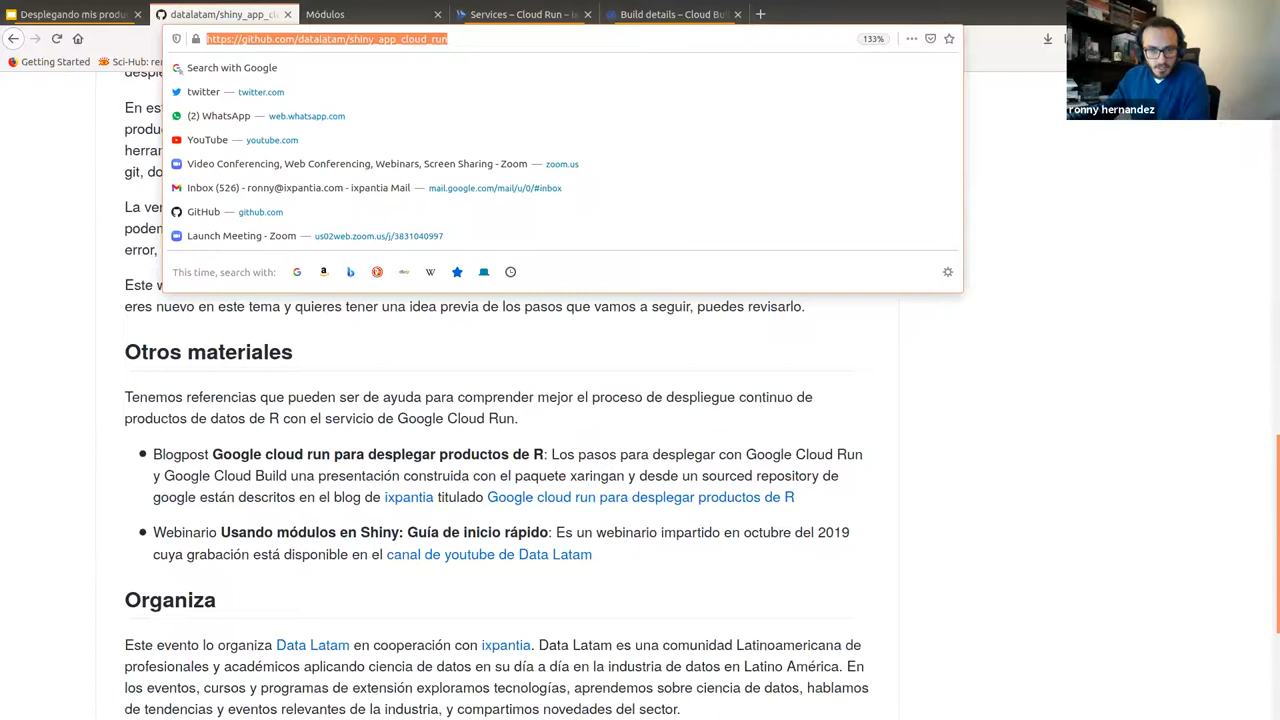 Desplegando mis produ
datalatam/shiny_app_cl
Módulos
Services – Cloud Run – ix
Build details – Cloud Bui
https://github.com/datalatam/shiny_app_cloud_run
133%
Getting Started
Sci-Hub: re
Search with Google
twitter — twitter.com
(2) WhatsApp — web.whatsapp.com
YouTube — youtube.com
Video Conferencing, Web Conferencing, Webinars, Screen Sharing - Zoom — zoom.us
Inbox (526) - ronny@ixpantia.com - ixpantia Mail — mail.google.com/mail/u/0/#inbox
GitHub — github.com
Launch Meeting - Zoom — us02web.zoom.us/j/3831040997
This time, search with:
ronny hernandez
desple
En est
produ
herrar
git, do
La ver
podem
error,
Este w
eres nuevo en este tema y quieres tener una idea previa de los pasos que vamos a seguir, puedes revisarlo.
Otros materiales
Tenemos referencias que pueden ser de ayuda para comprender mejor el proceso de despliegue continuo de
productos de datos de R con el servicio de Google Cloud Run.
Blogpost Google cloud run para desplegar productos de R: Los pasos para desplegar con Google Cloud Run
y Google Cloud Build una presentación construida con el paquete xaringan y desde un sourced repository de
google están descritos en el blog de ixpantia titulado Google cloud run para desplegar productos de R
Webinario Usando módulos en Shiny: Guía de inicio rápido: Es un webinario impartido en octubre del 2019
cuya grabación está disponible en el canal de youtube de Data Latam
Organiza
Este evento lo organiza Data Latam en cooperación con ixpantia. Data Latam es una comunidad Latinoamericana de
profesionales y académicos aplicando ciencia de datos en su día a día en la industria de datos en Latino América. En
los eventos, cursos y programas de extensión exploramos tecnologías, aprendemos sobre ciencia de datos, hablamos
de tendencias y eventos relevantes de la industria, y compartimos novedades del sector.